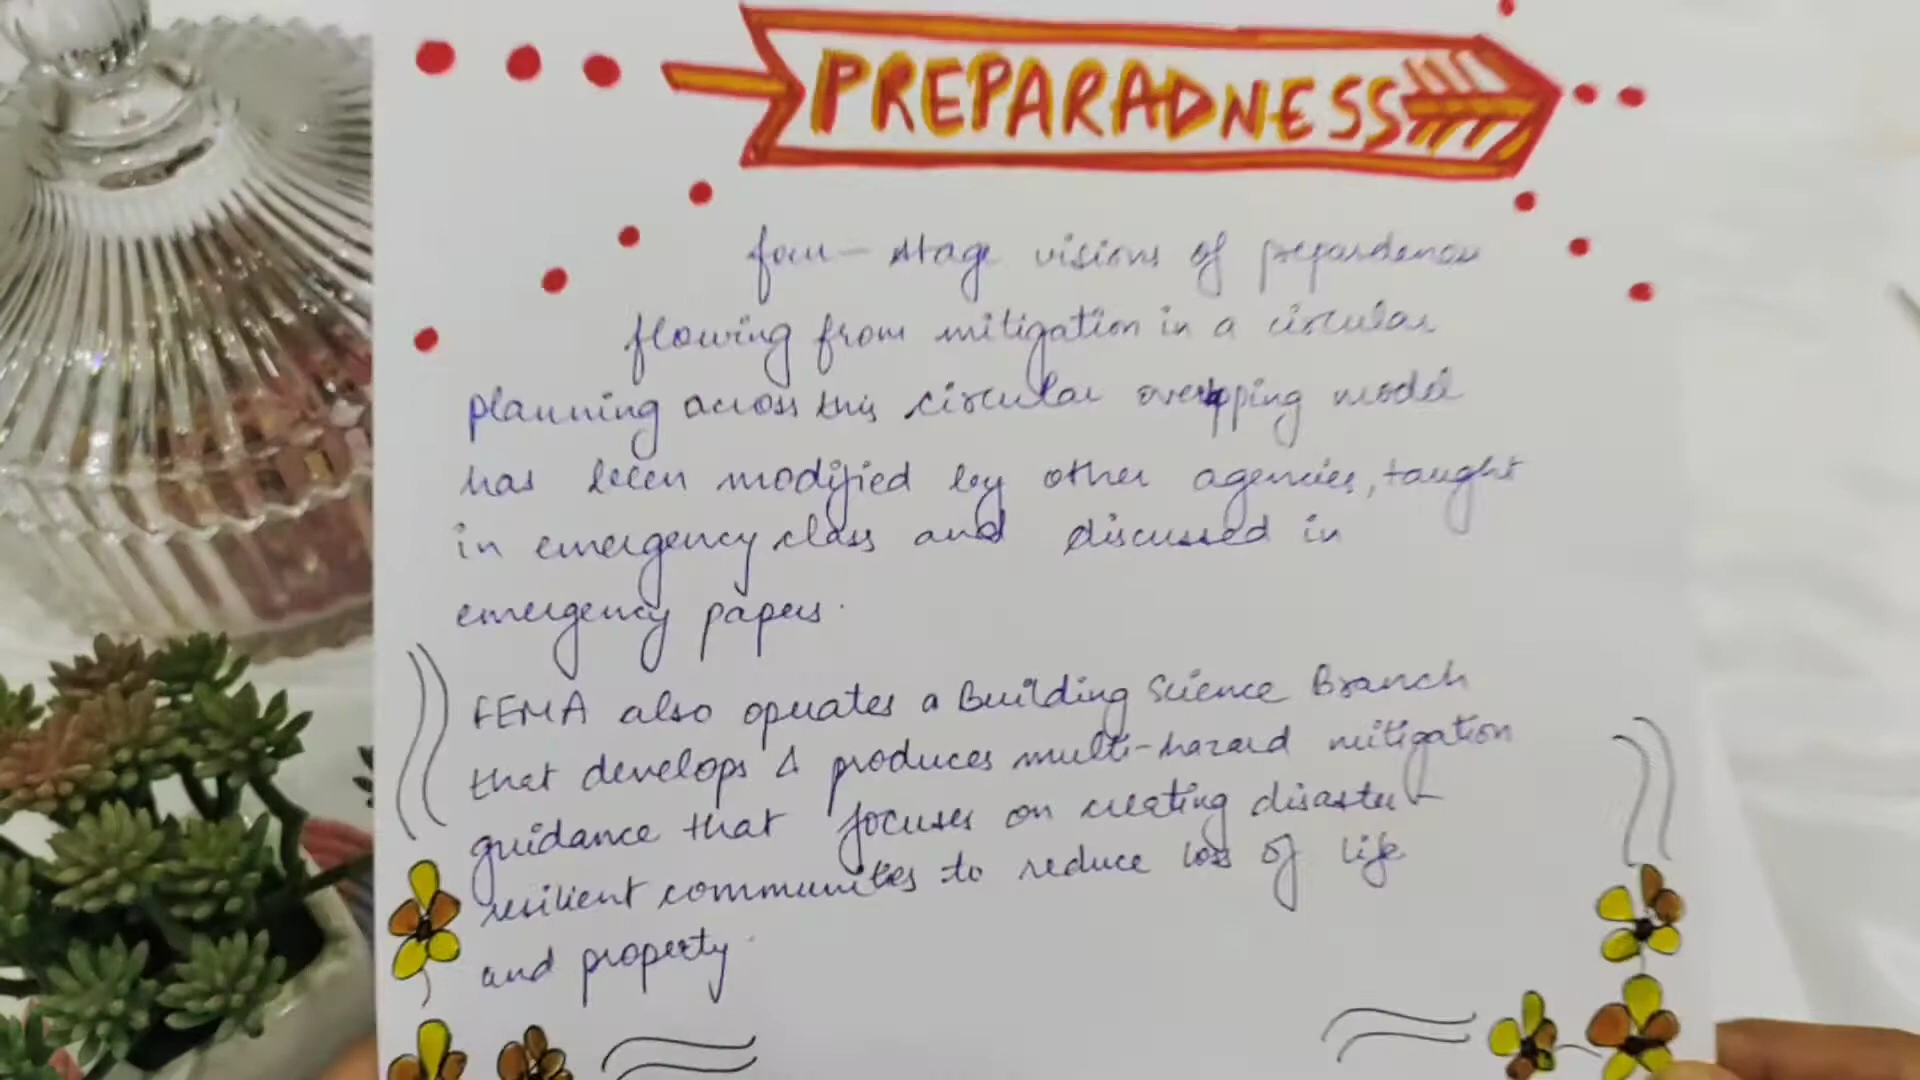 PREPARADNESS
four - stage visions of prepardenes
flowing from mitigation in a circular
planning across this circular overlpping model
has been modified by other agencies, taught
in emergency class and discussed in
emergency papers.
FEMA also operates a Building Science Branch
that develops & produces multi-hazard mitigation
guidance that focuses on creating disaster -
resilient communities to reduce loss of life
and property.